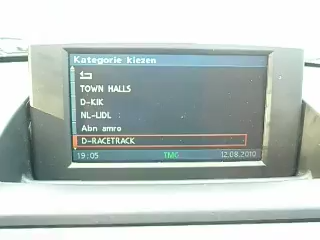 Kategorie kiezen
TOWN HALLS
D-KIK
NL-LIDL
Abn amro
D-RACETRACK
19:05 TMC 12.08.2010